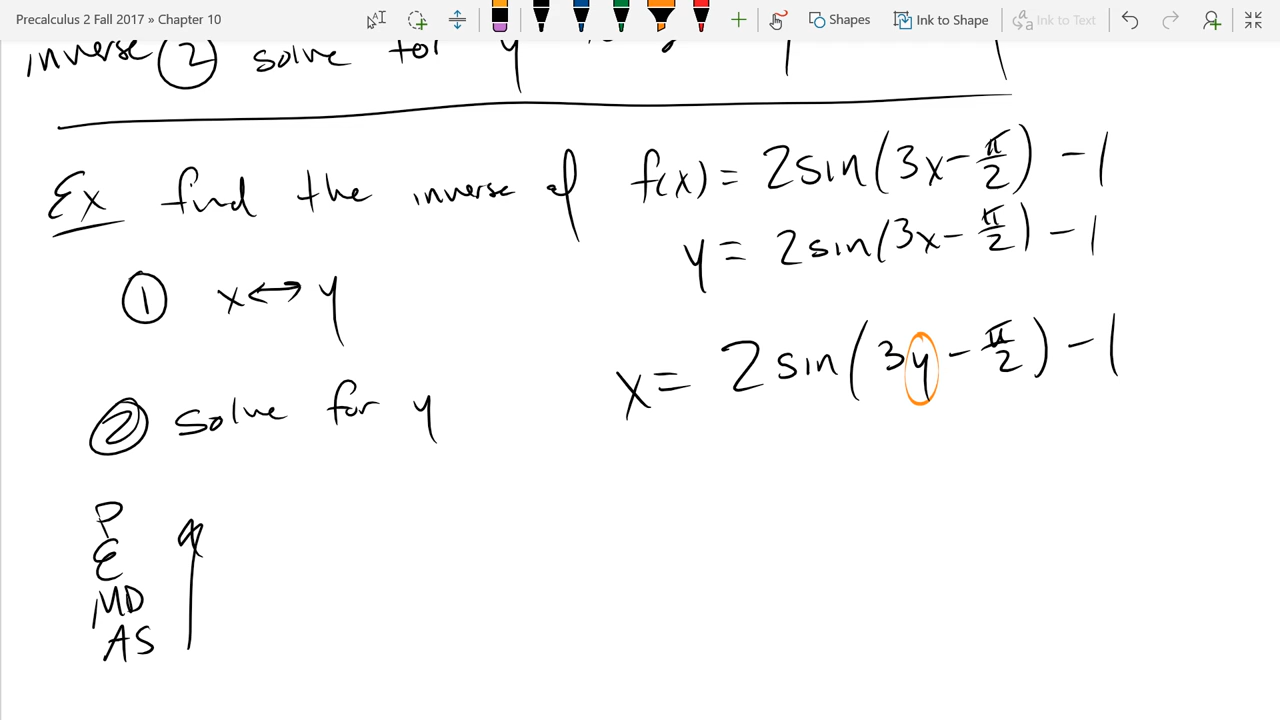 Precalculus 2 Fall 2017 » Chapter 10
Shapes
Ink to Shape
Ink to Text
inverse ② solve for y
Ex find the inverse of f(x) = 2sin(3x - π/2) - 1
y = 2sin(3x - π/2) - 1
① x ↔ y
x = 2sin(3y - π/2) - 1
② solve for y
P
E
MD
AS